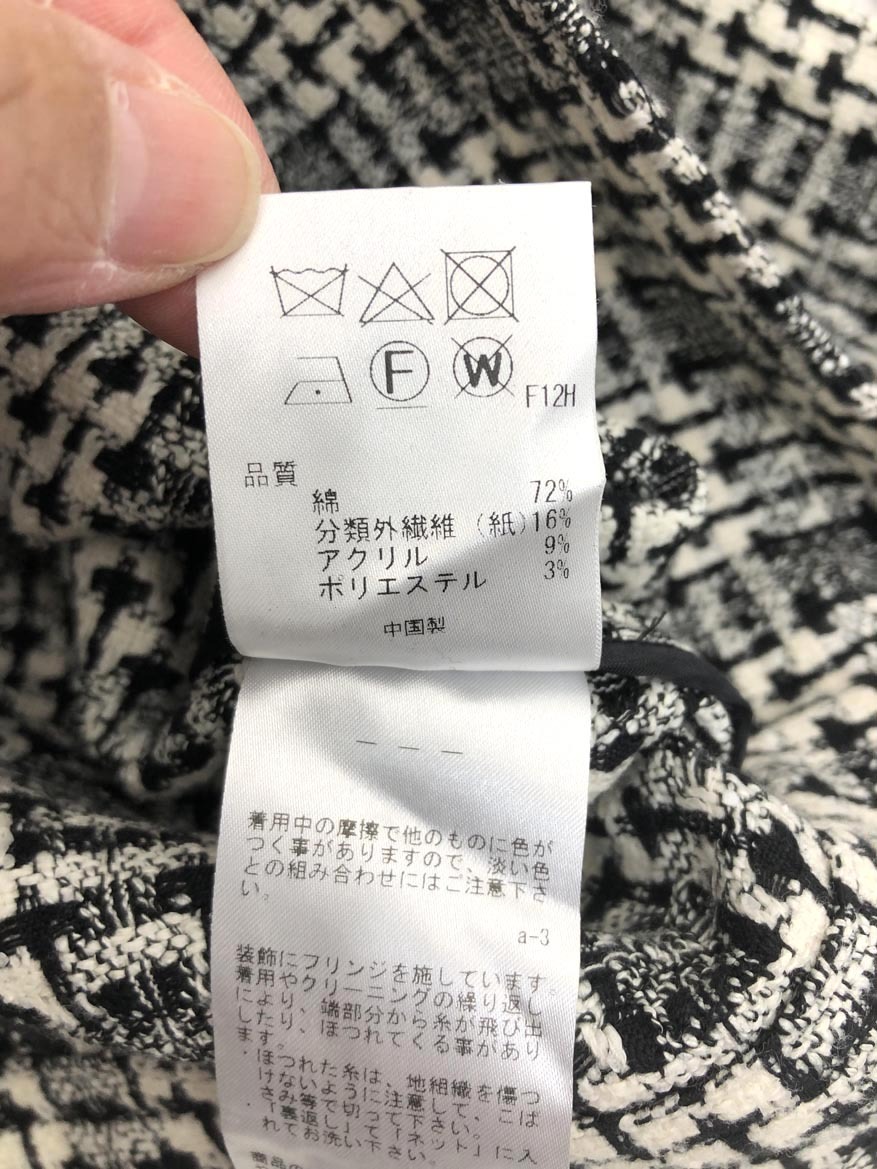 F
W
F12H
品質
綿 72%
分類外繊維(紙)16%
アクリル 9%
ポリエステル 3%
中国製
－－－
着用中の摩擦で他のものに色が
つく事がありますので、淡い色
との組み合わせにはご注意下さ
い。
a-3
装飾にフリンジを施しています。
着用やクリーニングの繰り返し
により、端部分から糸が飛び出
したり、ほつれてくる事があり
ます。
・ほつれた糸は、地組織を傷つ
けないように注意して、こば
さみ等で切って下さい。
「裏返し」て「ネット」に入
れてお洗い下さい
商品の